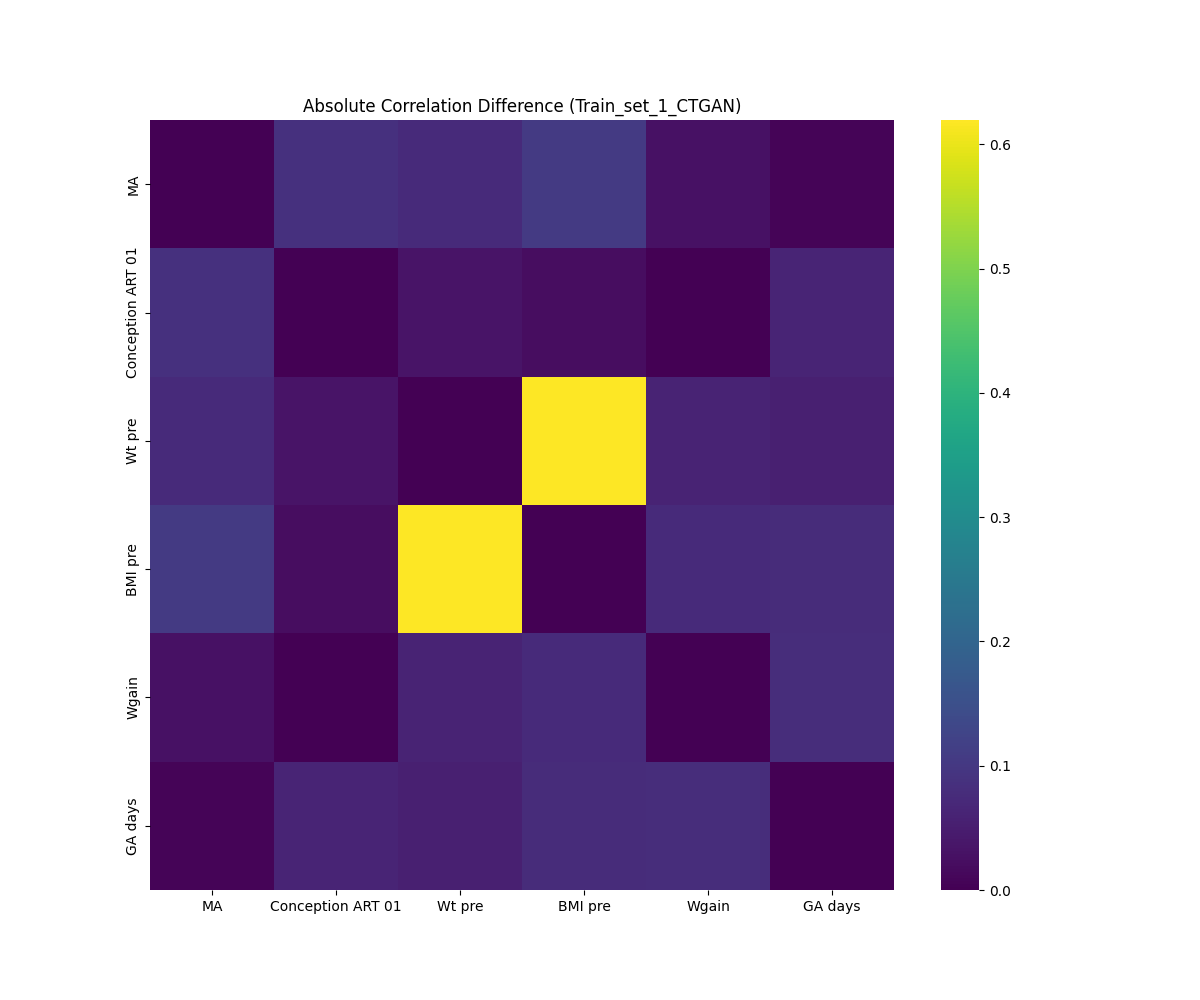 Absolute Correlation Difference (Train_set_1_CTGAN)
MA
Conception ART 01
Wt pre
BMI pre
Wgain
GA days
MA
Conception ART 01
Wt pre
BMI pre
Wgain
GA days
0.6
0.5
0.4
0.3
0.2
0.1
0.0